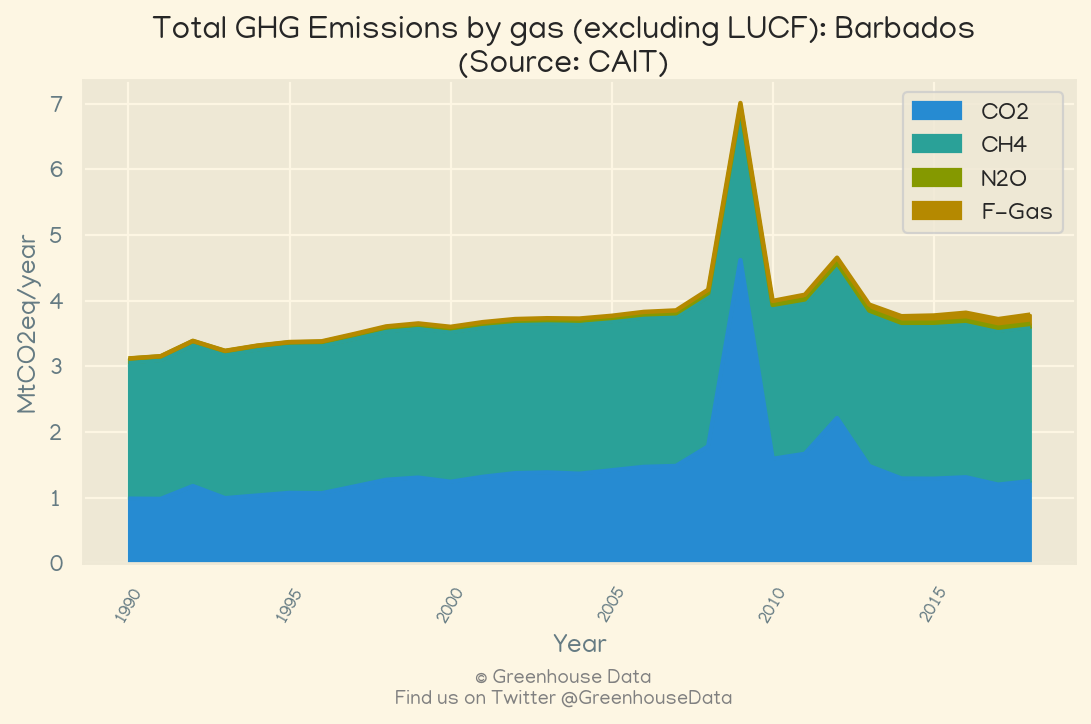 Total GHG Emissions by gas (excluding LUCF): Barbados
(Source: CAIT)
7
6
5
4
3
2
1
0
MtCO2eq/year
CO2
CH4
N2O
F-Gas
1990
1995
2000
2005
2010
2015
Year
© Greenhouse Data
Find us on Twitter @GreenhouseData